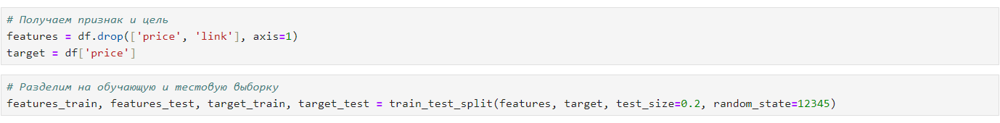 # Получаем признак и цель
features = df.drop(['price', 'link'], axis=1)
target = df['price']
# Разделим на обучающую и тестовую выборку
features_train, features_test, target_train, target_test = train_test_split(features, target, test_size=0.2, random_state=12345)